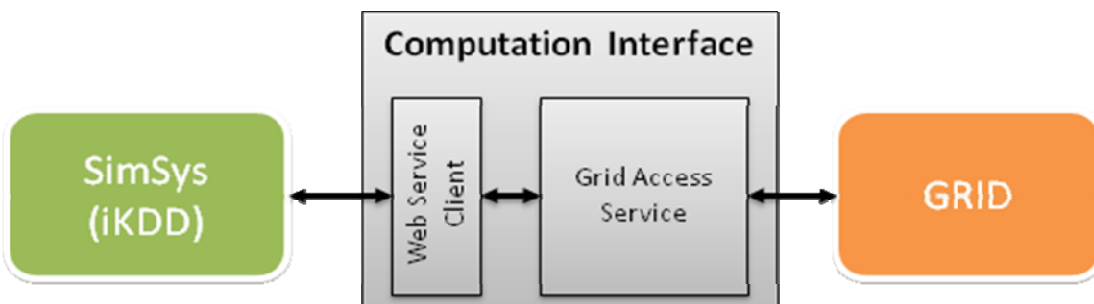 Computation Interface
SimSys
(iKDD)
Web Service
Client
Grid Access
Service
GRID